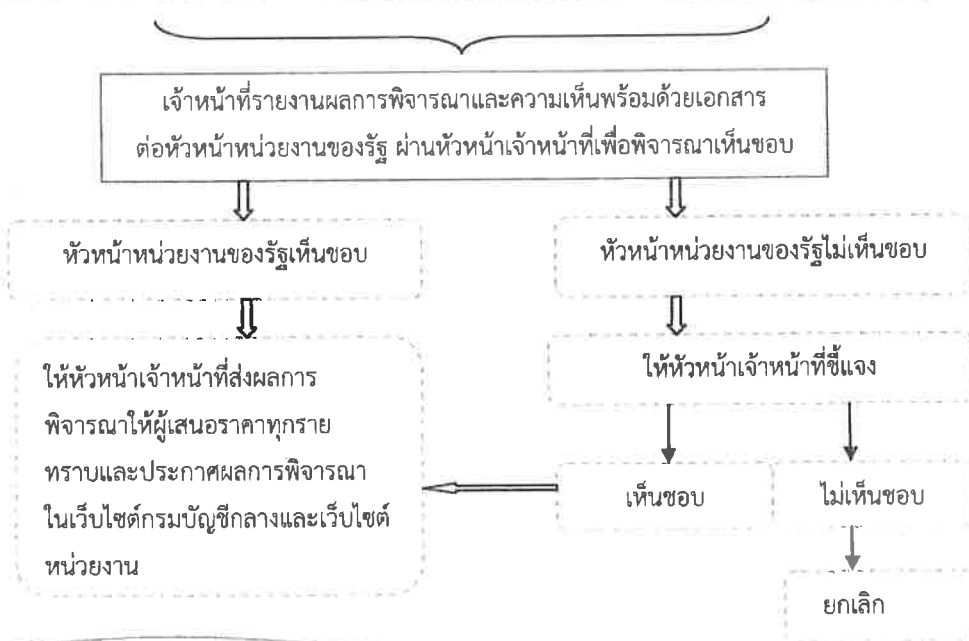 เจ้าหน้าที่รายงานผลการพิจารณาและความเห็นพร้อมด้วยเอกสาร
ต่อหัวหน้าหน่วยงานของรัฐ ผ่านหัวหน้าเจ้าหน้าที่เพื่อพิจารณาเห็นชอบ
หัวหน้าหน่วยงานของรัฐเห็นชอบ
หัวหน้าหน่วยงานของรัฐไม่เห็นชอบ
ให้หัวหน้าเจ้าหน้าที่ส่งผลการ
พิจารณาให้ผู้เสนอราคาทุกราย
ทราบและประกาศผลการพิจารณา
ในเว็บไซต์กรมบัญชีกลางและเว็บไซต์
หน่วยงาน
ให้หัวหน้าเจ้าหน้าที่ชี้แจง
เห็นชอบ
ไม่เห็นชอบ
ยกเลิก